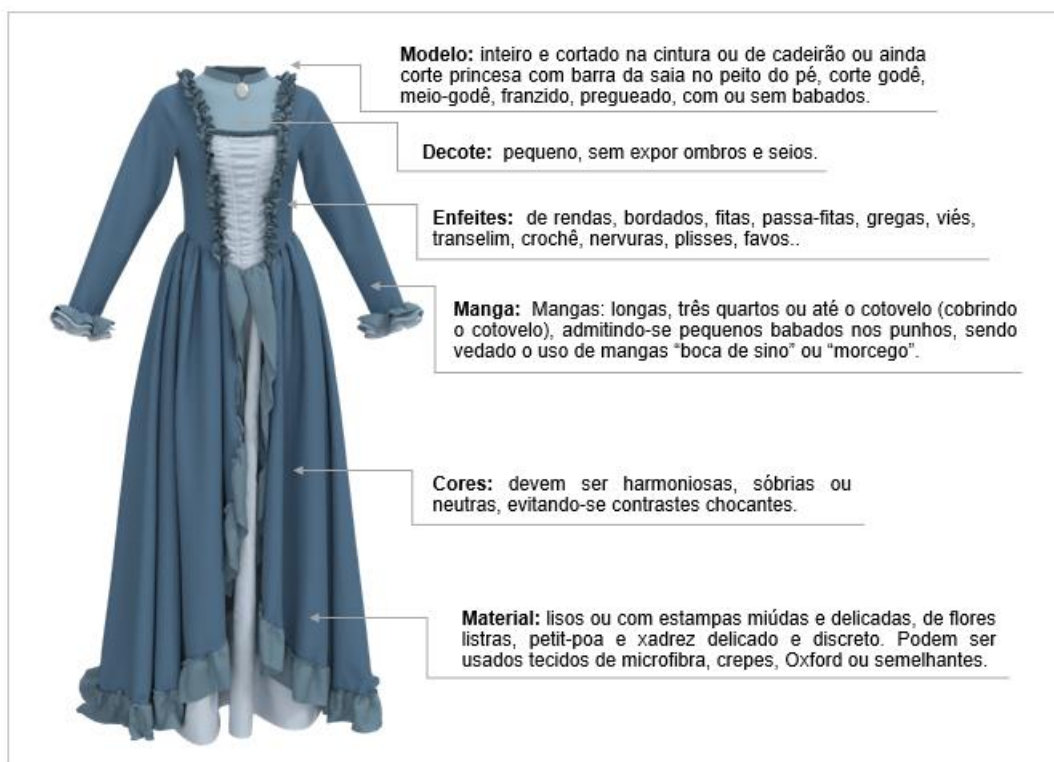 Modelo: inteiro e cortado na cintura ou de cadeirão ou ainda
corte princesa com barra da saia no peito do pé, corte godê,
meio-godê, franzido, pregueado, com ou sem babados.
Decote: pequeno, sem expor ombros e seios.
Enfeites: de rendas, bordados, fitas, passa-fitas, gregas, viés,
transelim, crochê, nervuras, plisses, favos..
Manga: Mangas: longas, três quartos ou até o cotovelo (cobrindo
o cotovelo), admitindo-se pequenos babados nos punhos, sendo
vedado o uso de mangas “boca de sino” ou “morcego”.
Cores: devem ser harmoniosas, sóbrias ou
neutras, evitando-se contrastes chocantes.
Material: lisos ou com estampas miúdas e delicadas, de flores
listras, petit-poa e xadrez delicado e discreto. Podem ser
usados tecidos de microfibra, crepes, Oxford ou semelhantes.